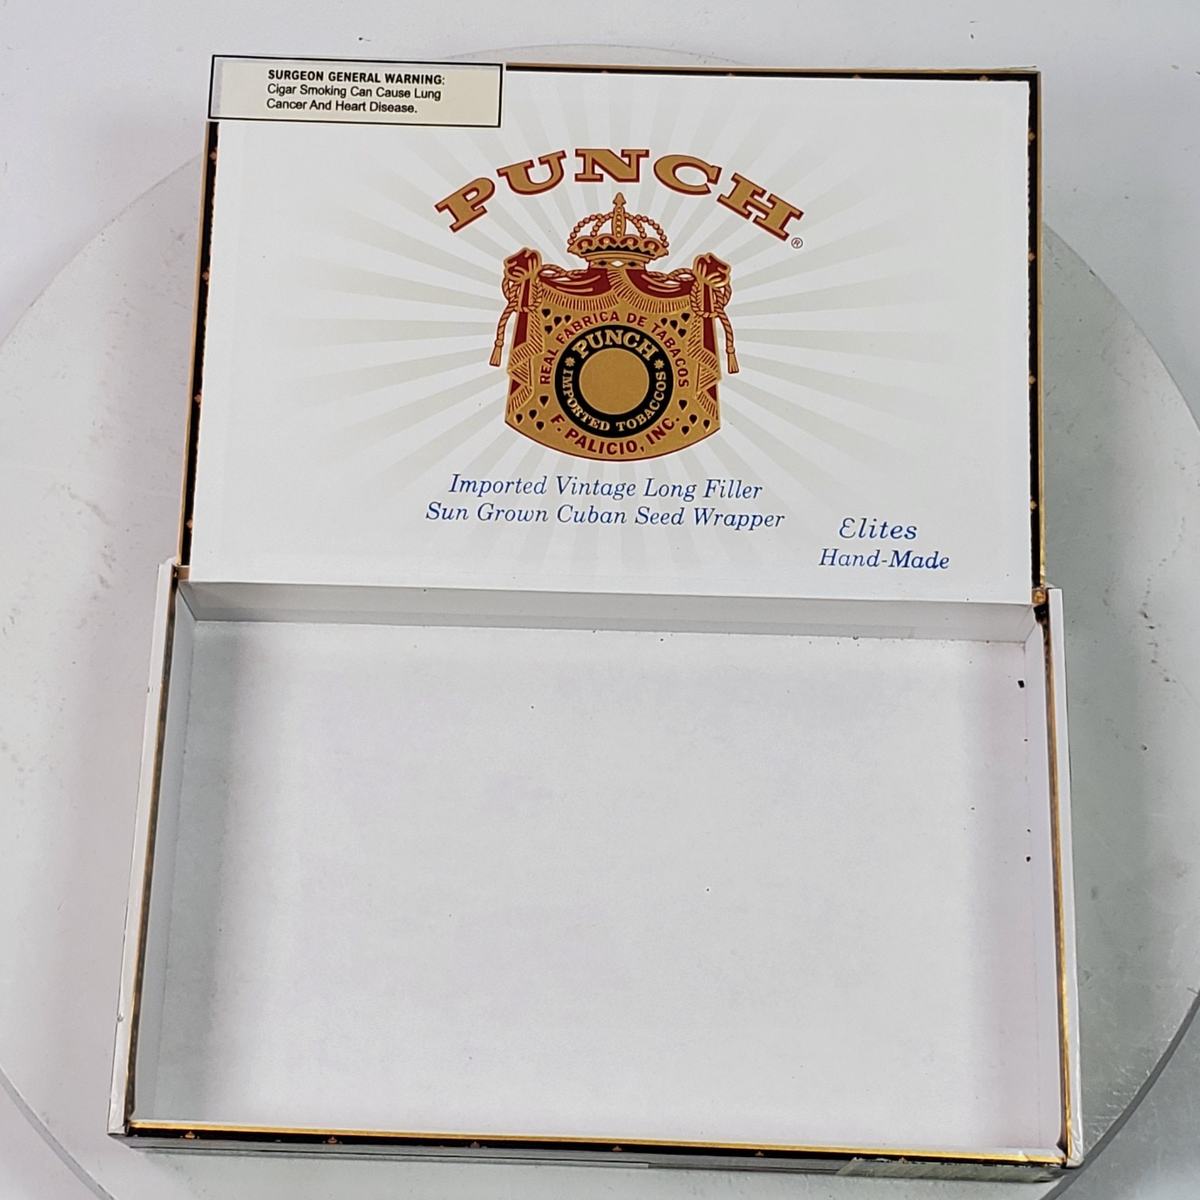 SURGEON GENERAL WARNING:
Cigar Smoking Can Cause Lung
Cancer And Heart Disease.
PUNCH®
REAL FABRICA DE TABACOS
PUNCH
IMPORTED TOBACCOS
F. PALICIO, INC.
Imported Vintage Long Filler
Sun Grown Cuban Seed Wrapper
Elites
Hand-Made